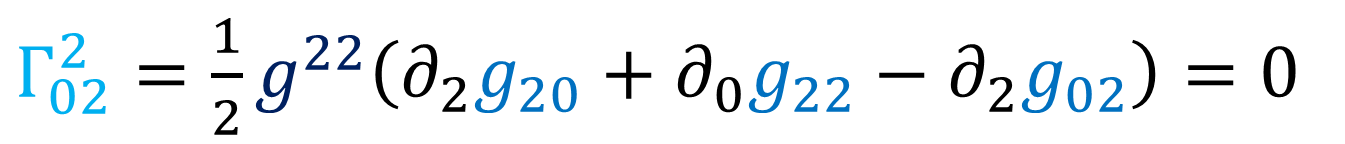 Γ²₀₂ = ½ g²²(∂₂g₂₀ + ∂₀g₂₂ − ∂₂g₀₂) = 0